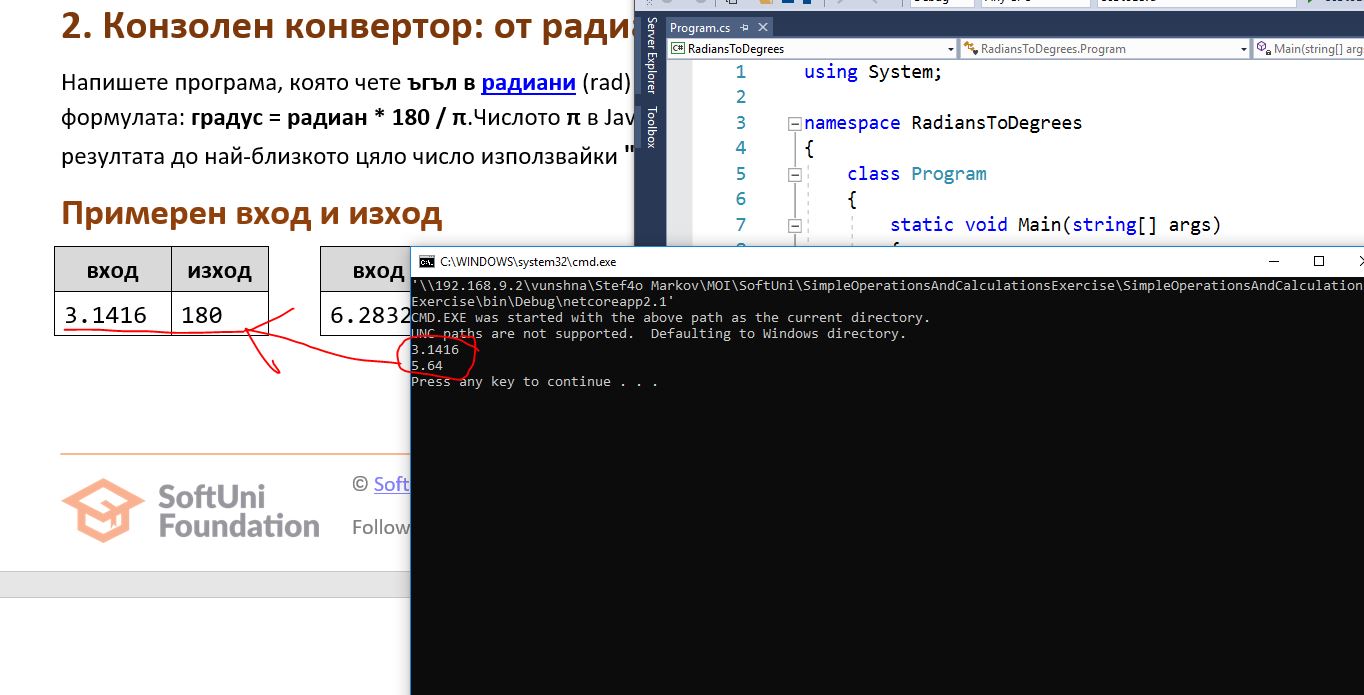 2. Конзолен конвертор: от ради
Напишете програма, която чете ъгъл в радиани (rad)
формулата: градус = радиан * 180 / π.Числото π в Jav
резултата до най-близкото цяло число използвайки "
Примерен вход и изход
вход изход
3.1416 180
вход
6.2832
SoftUni
Foundation
© Soft
Follow
Server Explorer
Toolbox
Program.cs
C# RadiansToDegrees
RadiansToDegrees.Program
Main(string[] arg
1 using System;
2
3 namespace RadiansToDegrees
4 {
5 class Program
6 {
7 static void Main(string[] args)
C:\WINDOWS\system32\cmd.exe
'\\192.168.9.2\vunshna\Stef4o Markov\MOI\SoftUni\SimpleOperationsAndCalculationsExercise\SimpleOperationsAndCalculation
Exercise\bin\Debug\netcoreapp2.1'
CMD.EXE was started with the above path as the current directory.
UNC paths are not supported.  Defaulting to Windows directory.
3.1416
5.64
Press any key to continue . . .